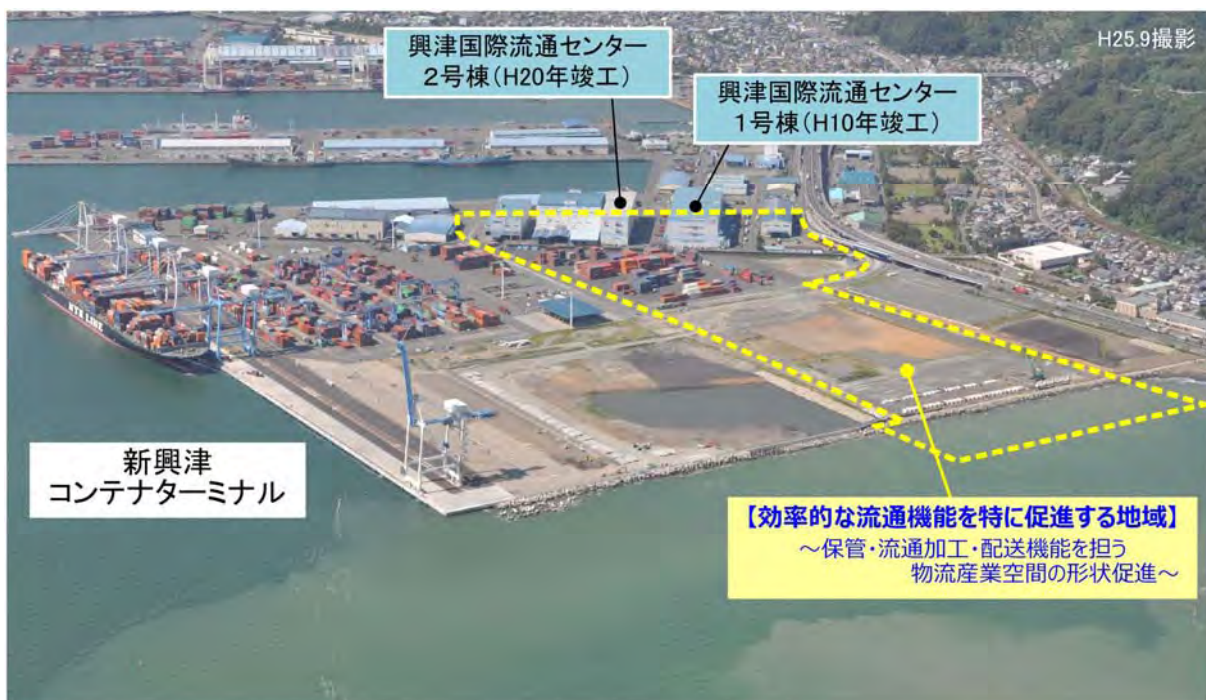 H25.9撮影
興津国際流通センター
2号棟(H20年竣工)
興津国際流通センター
1号棟(H10年竣工)
NYK LINE
新興津
コンテナターミナル
【効率的な流通機能を特に促進する地域】
～保管・流通加工・配送機能を担う
物流産業空間の形状促進～